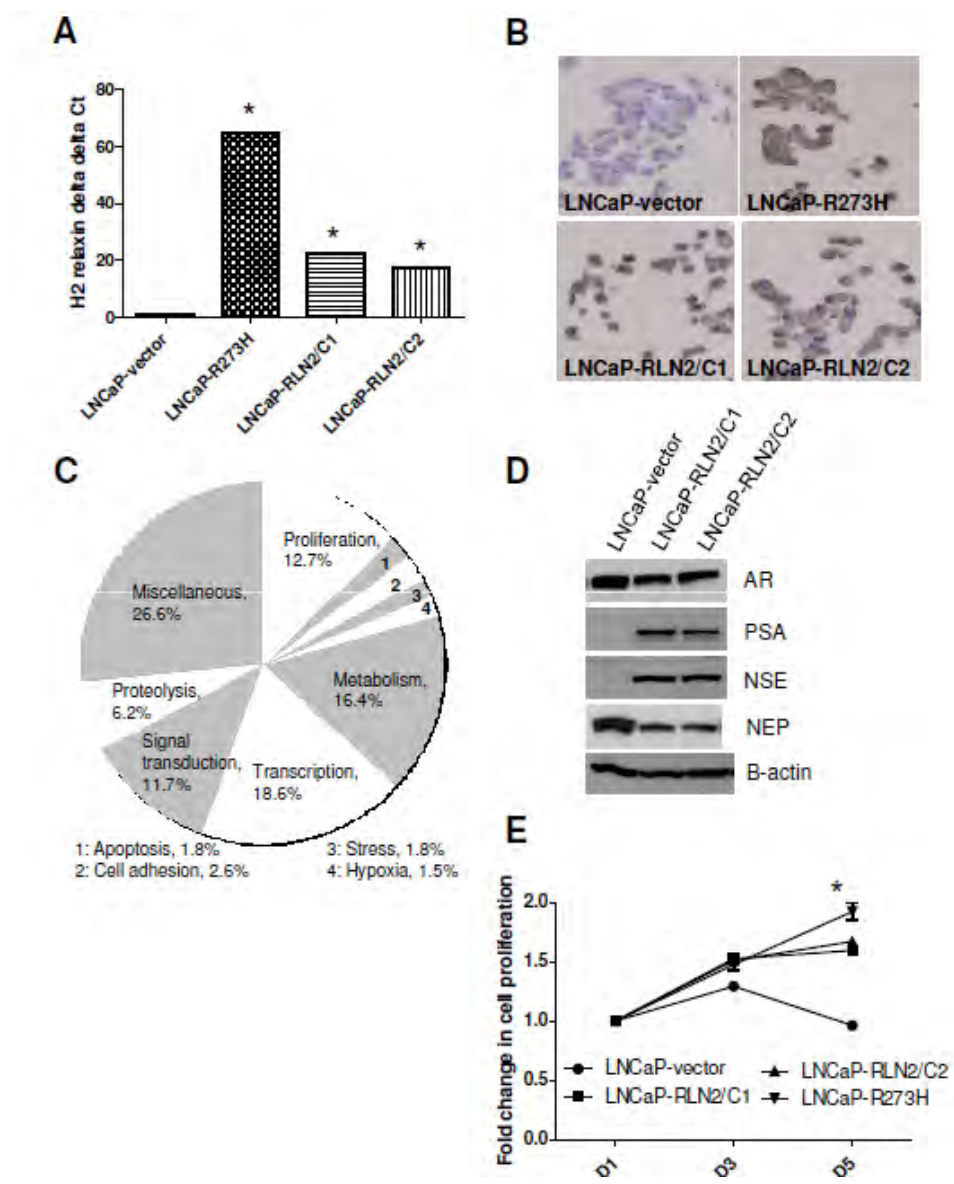 A
H2 relaxin delta delta Ct
80
60
40
20
0
*
*
*
LNCaP-vector
LNCaP-R273H
LNCaP-RLN2/C1
LNCaP-RLN2/C2
B
LNCaP-vector
LNCaP-R273H
LNCaP-RLN2/C1
LNCaP-RLN2/C2
C
Proliferation,
12.7%
1
2
3
4
Metabolism,
16.4%
Transcription,
18.6%
Signal
transduction,
11.7%
Proteolysis,
6.2%
Miscellaneous,
26.6%
1: Apoptosis, 1.8%
2: Cell adhesion, 2.6%
3: Stress, 1.8%
4: Hypoxia, 1.5%
D
LNCaP-vector
LNCaP-RLN2/C1
LNCaP-RLN2/C2
AR
PSA
NSE
NEP
B-actin
E
Fold change in cell proliferation
2.0
1.5
1.0
0.5
0.0
*
LNCaP-vector
LNCaP-RLN2/C1
LNCaP-RLN2/C2
LNCaP-R273H
D1
D3
D5